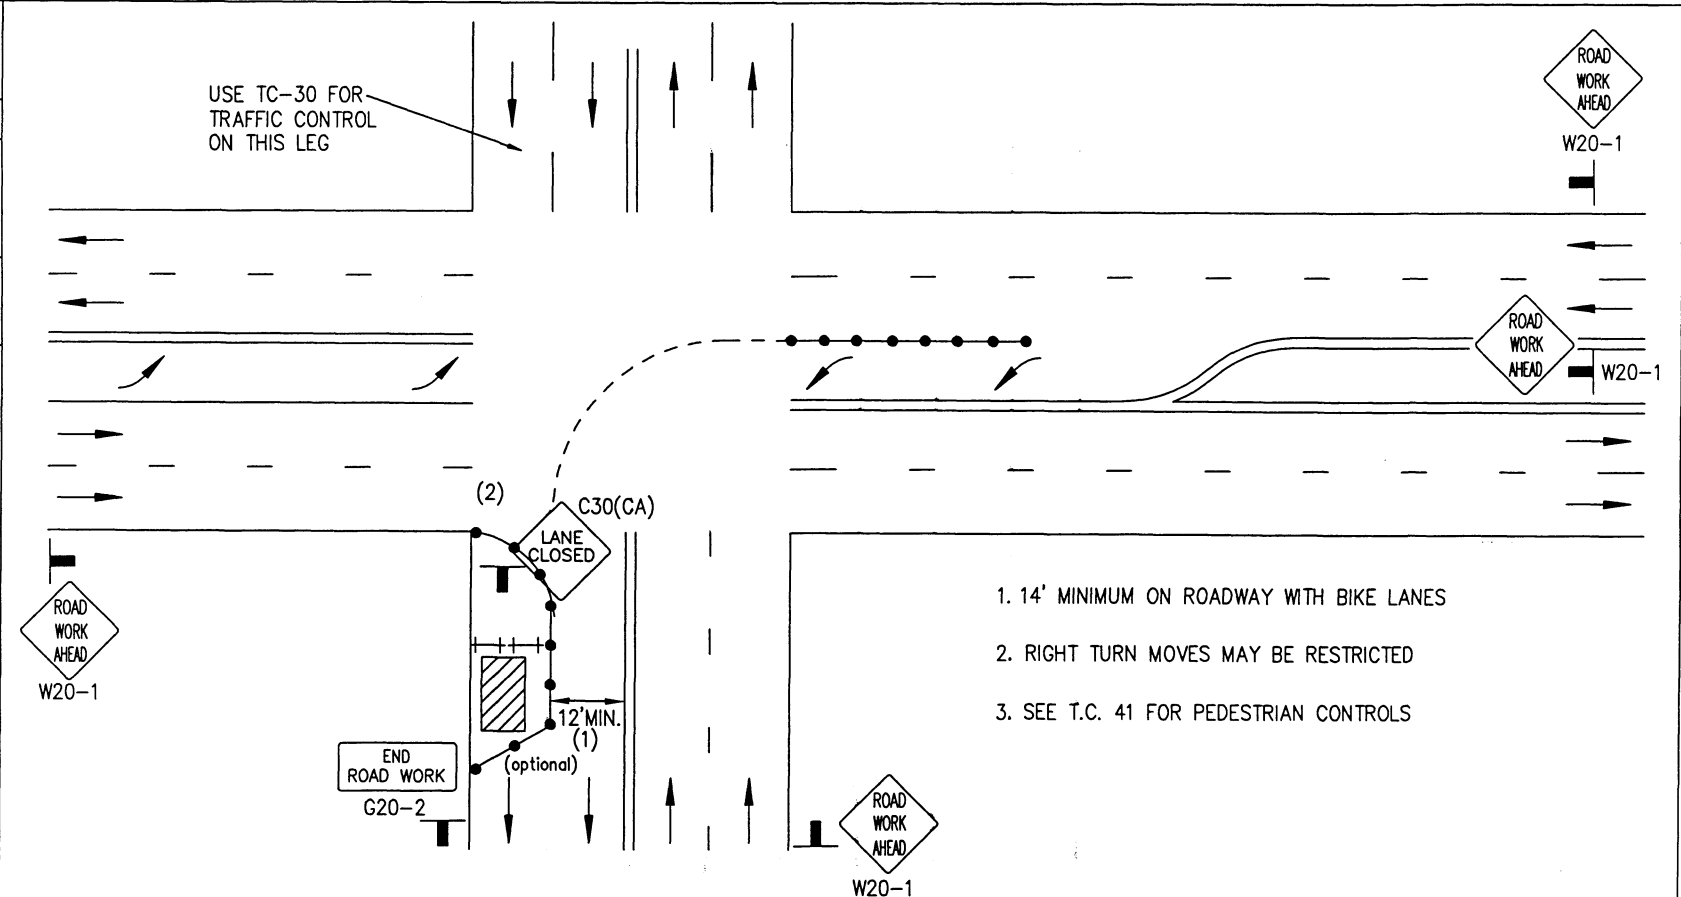 USE TC-30 FOR
TRAFFIC CONTROL
ON THIS LEG
ROAD
WORK
AHEAD
W20-1
ROAD
WORK
AHEAD
W20-1
(2)
C30(CA)
LANE
CLOSED
ROAD
WORK
AHEAD
W20-1
1. 14' MINIMUM ON ROADWAY WITH BIKE LANES
2. RIGHT TURN MOVES MAY BE RESTRICTED
3. SEE T.C. 41 FOR PEDESTRIAN CONTROLS
12'MIN.
(1)
(optional)
END
ROAD WORK
G20-2
ROAD
WORK
AHEAD
W20-1